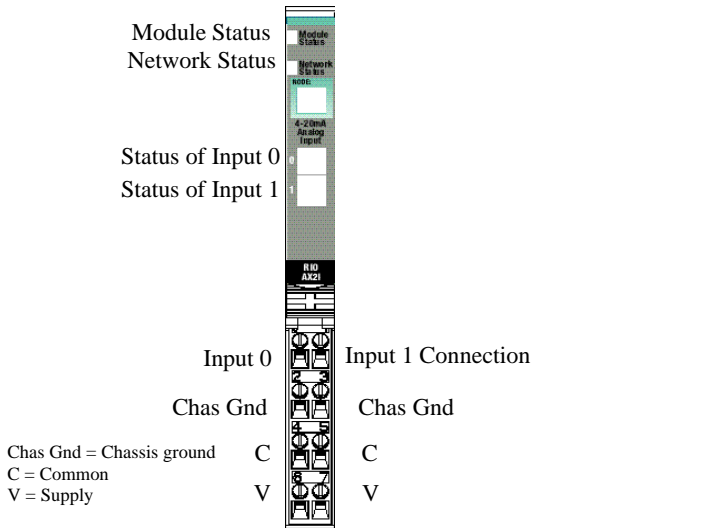 Module Status
Network Status
Module
Status
Network
Status
NODE:
4-20mA
Analog
Input
Status of Input 0
0
Status of Input 1
1
RIO
AX2I
Input 0
Input 1 Connection
2 3
Chas Gnd
Chas Gnd
4 5
Chas Gnd = Chassis ground
C
C
C = Common
6 7
V = Supply
V
V